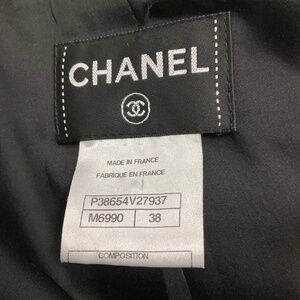 CHANEL
MADE IN FRANCE
FABRIQUE EN FRANCE
P38654V27937
M6990 38
COMPOSITION